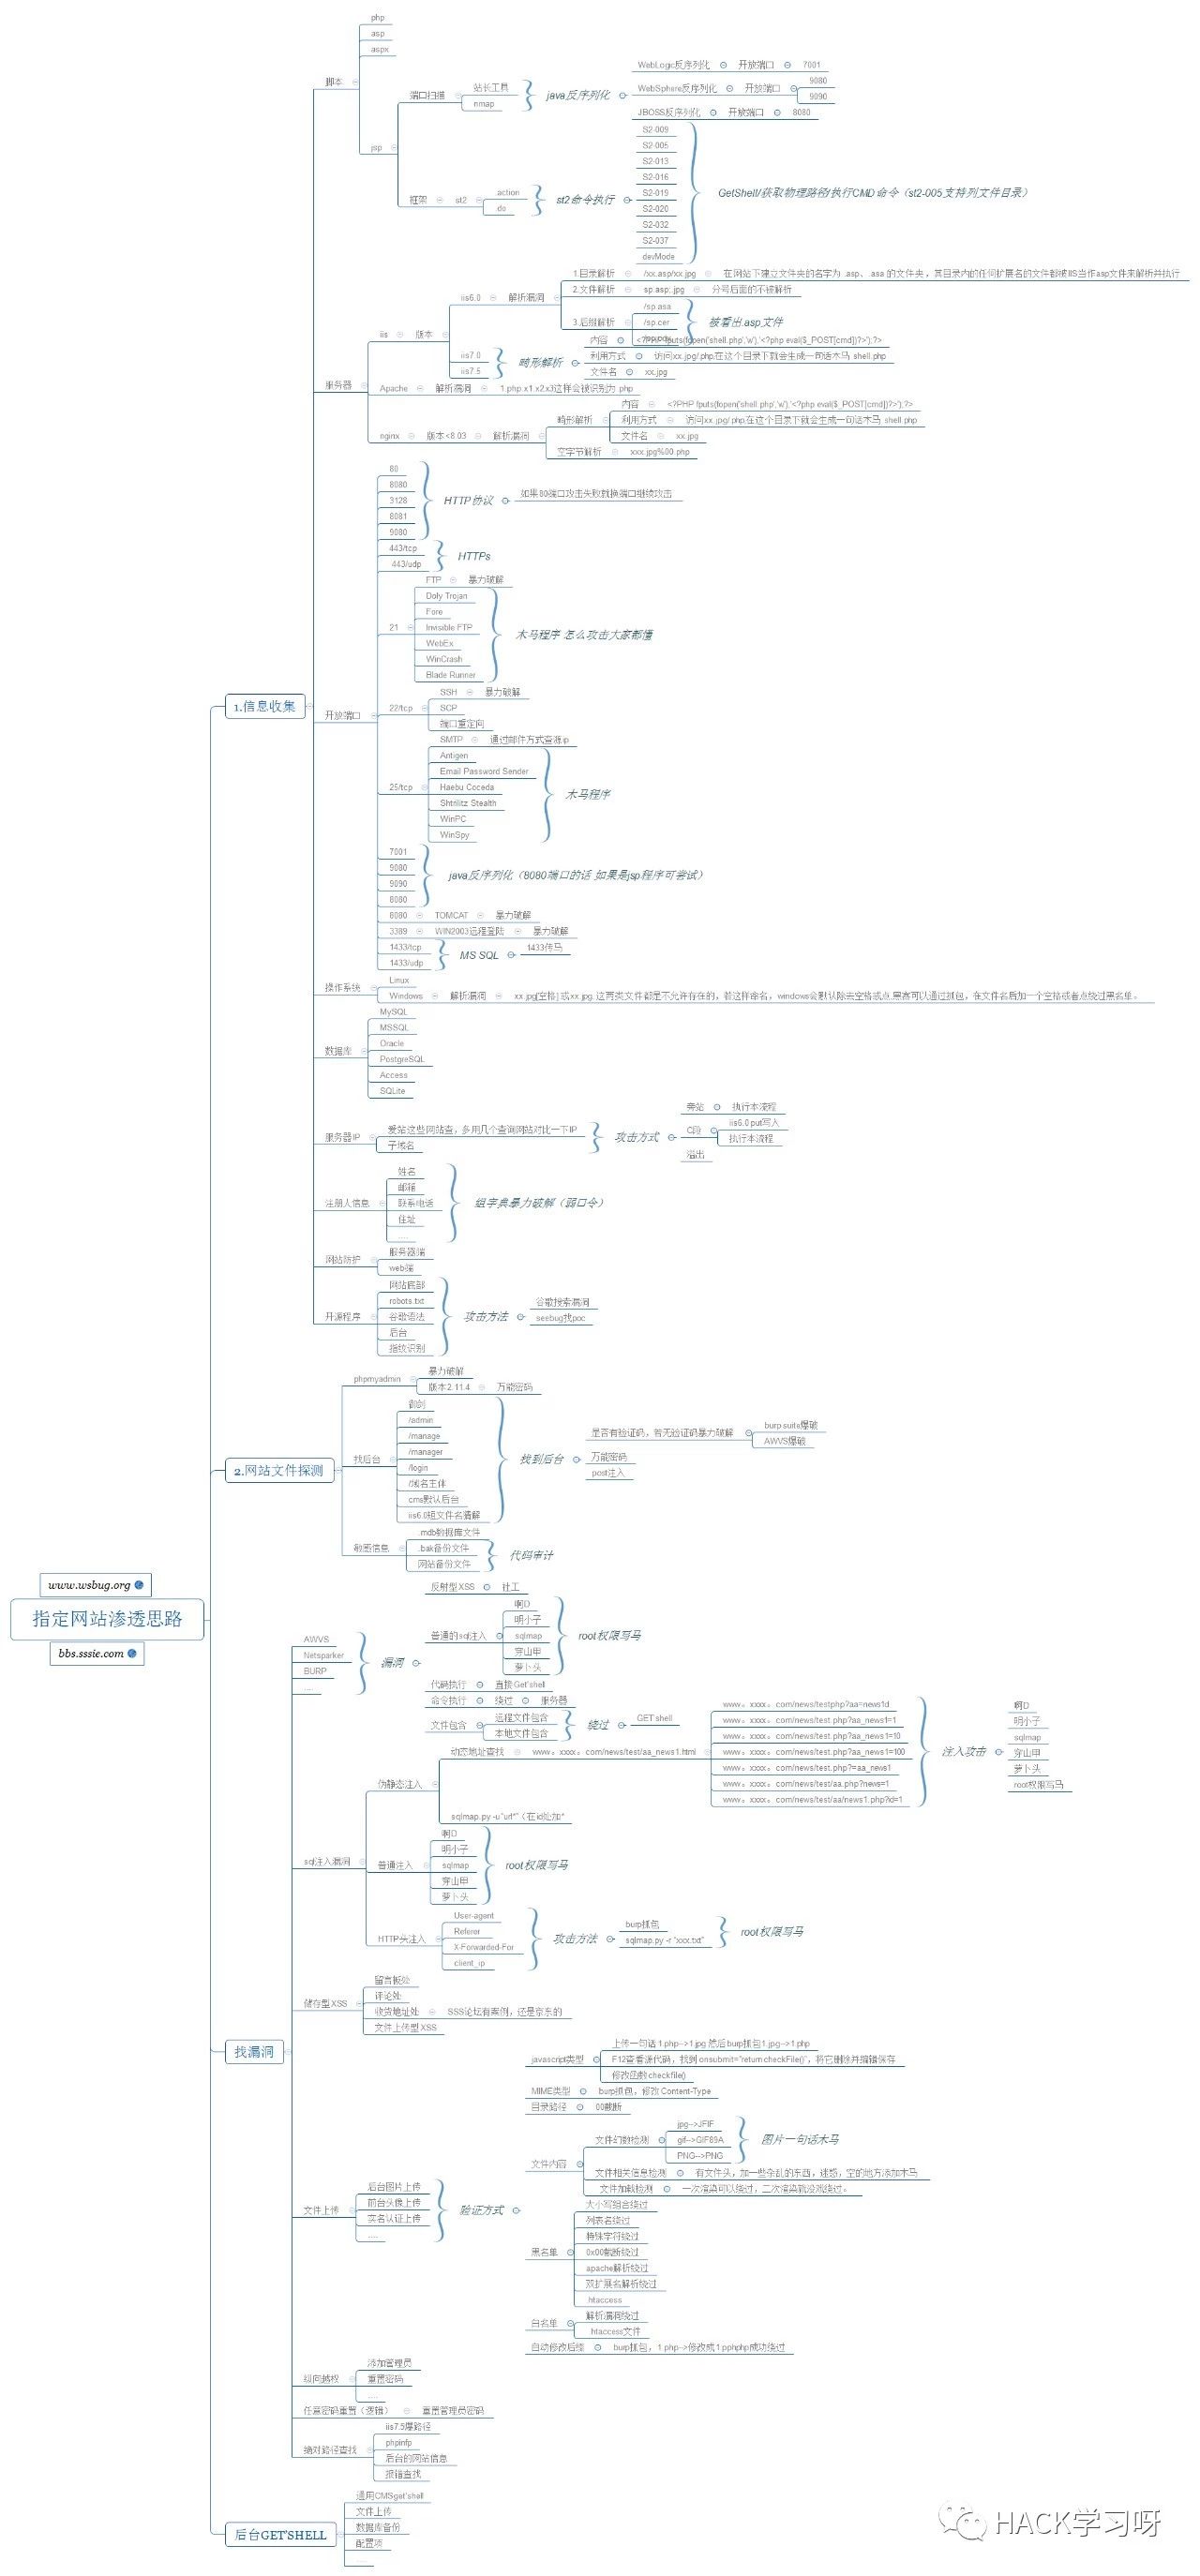 www.wsbug.org
指定网站渗透思路
bbs.sssie.com
1.信息收集
脚本
php
asp
aspx
jsp
端口扫描
站长工具
nmap
java反序列化
WebLogic反序列化
开放端口
7001
WebSphere反序列化
开放端口
9080
9090
JBOSS反序列化
开放端口
8080
框架
st2
action
do
st2命令执行
S2-009
S2-005
S2-013
S2-016
S2-019
S2-020
S2-032
S2-037
devMode
GetShell/获取物理路径/执行CMD命令（st2-005支持列文件目录）
服务器
iis
版本
iis6.0
解析漏洞
1.目录解析
/xx.asp/xx.jpg
在网站下建立文件夹的名字为 .asp、.asa 的文件夹，其目录内的任何扩展名的文件都被IIS当作asp文件来解析并执行
2.文件解析
sp.asp;.jpg
分号后面的不被解析
3.后缀解析
/sp.asa
/sp.cer
被看出.asp文件
iis7.0
iis7.5
畸形解析
内容
<?PHP fputs(fopen('shell.php','w'),'<?php eval($_POST[cmd])?>');?>
利用方式
访问xx.jpg/.php,在这个目录下就会生成一句话木马 shell.php
文件名
xx.jpg
Apache
解析漏洞
1.php.x1.x2.x3这样会被识别为.php
nginx
版本<8.03
解析漏洞
畸形解析
内容
<?PHP fputs(fopen('shell.php','w'),'<?php eval($_POST[cmd])?>');?>
利用方式
访问xx.jpg/.php,在这个目录下就会生成一句话木马 shell.php
文件名
xx.jpg
空字节解析
xxx.jpg%00.php
开放端口
80
8080
3128
8081
9080
HTTP协议
如果80端口攻击失败就换端口继续攻击
443/tcp
443/udp
HTTPs
21
FTP
暴力破解
Doly Trojan
Fore
Invisible FTP
WebEx
WinCrash
Blade Runner
木马程序 怎么攻击大家都懂
22/tcp
SSH
暴力破解
SCP
端口重定向
25/tcp
SMTP
通过邮件方式查源ip
Antigen
Email Password Sender
Haebu Coceda
Shtrilitz Stealth
WinPC
WinSpy
木马程序
7001
9080
9090
8080
java反序列化（8080端口的话 如果是jsp程序可尝试）
8080
TOMCAT
暴力破解
3389
WIN2003远程登陆
暴力破解
1433/tcp
1433/udp
MS SQL
1433传马
操作系统
Linux
Windows
解析漏洞
xx.jpg[空格] 或xx.jpg. 这两类文件都是不允许存在的，若这样命名，windows会默认除去空格或点,黑客可以通过抓包，在文件名后加一个空格或者点绕过黑名单。
数据库
MySQL
MSSQL
Oracle
PostgreSQL
Access
SQLite
服务器IP
爱站这些网站查，多用几个查询网站对比一下IP
子域名
攻击方式
旁站
执行本流程
C段
iis6.0 put写入
执行本流程
溢出
注册人信息
姓名
邮箱
联系电话
住址
....
组字典暴力破解（弱口令）
网站防护
服务器端
web端
开源程序
网站底部
robots.txt
谷歌语法
后台
指纹识别
攻击方法
谷歌搜索漏洞
seebug找poc
2.网站文件探测
phpmyadmin
暴力破解
版本2.11.4
万能密码
找后台
御剑
/admin
/manage
/manager
/login
/域名主体
cms默认后台
iis6.0短文件名猜解
找到后台
是否有验证码，若无验证码暴力破解
burp suite爆破
AWVS爆破
万能密码
post注入
敏感信息
.mdb数据库文件
.bak备份文件
网站备份文件
代码审计
找漏洞
AWVS
Netsparker
BURP
....
漏洞
反射型XSS
社工
普通的sql注入
啊D
明小子
sqlmap
穿山甲
萝卜头
root权限写马
代码执行
直接Get'shell
命令执行
绕过
服务器
文件包含
远程文件包含
本地文件包含
绕过
GET shell
sql注入漏洞
伪静态注入
动态地址查找
www。xxxx。com/news/test/aa_news1.html
www。xxxx。com/news/testphp?aa=news1d
www。xxxx。com/news/test.php?aa_news1=1
www。xxxx。com/news/test.php?aa_news1=10
www。xxxx。com/news/test.php?aa_news1=100
www。xxxx。com/news/test.php?=aa_news1
www。xxxx。com/news/test/aa.php?news=1
www。xxxx。com/news/test/aa/news1.php?id=1
注入攻击
啊D
明小子
sqlmap
穿山甲
萝卜头
root权限写马
sqlmap.py -u"url*"（在id处加*
普通注入
啊D
明小子
sqlmap
穿山甲
萝卜头
root权限写马
HTTP头注入
User-agent
Referer
X-Forwarded-For
client_ip
攻击方法
burp抓包
sqlmap.py -r "xxx.txt"
root权限写马
储存型XSS
留言板处
评论处
收货地址处
SSS论坛有案例，还是京东的
文件上传型XSS
文件上传
后台图片上传
前台头像上传
实名认证上传
....
验证方式
javascript类型
上传一句话 1.php-->1.jpg 然后burp抓包1.jpg-->1.php
F12查看源代码，找到 onsubmit="return checkFile()"，将它删除并编辑保存
修改函数checkfile()
MIME类型
burp抓包，修改 Content-Type
目录路径
00截断
文件内容
文件幻数检测
jpg-->JFIF
gif-->GIF89A
PNG-->PNG
图片一句话木马
文件相关信息检测
有文件头，加一些杂乱的东西，迷惑，空的地方添加木马
文件加载检测
一次渲染可以绕过，二次渲染就没戏绕过。
黑名单
大小写组合绕过
列表名绕过
特殊字符绕过
0x00截断绕过
apache解析绕过
双扩展名解析绕过
.htaccess
白名单
解析漏洞绕过
.htaccess文件
自动修改后缀
burp抓包，1.php-->修改成1.pphphp成功绕过
纵向越权
添加管理员
重置密码
....
任意密码重置（逻辑）
重置管理员密码
绝对路径查找
iis7.5爆路径
phpinfp
后台的网站信息
报错查找
后台GET'SHELL
通用CMSget'shell
文件上传
数据库备份
配置项
....
HACK学习呀